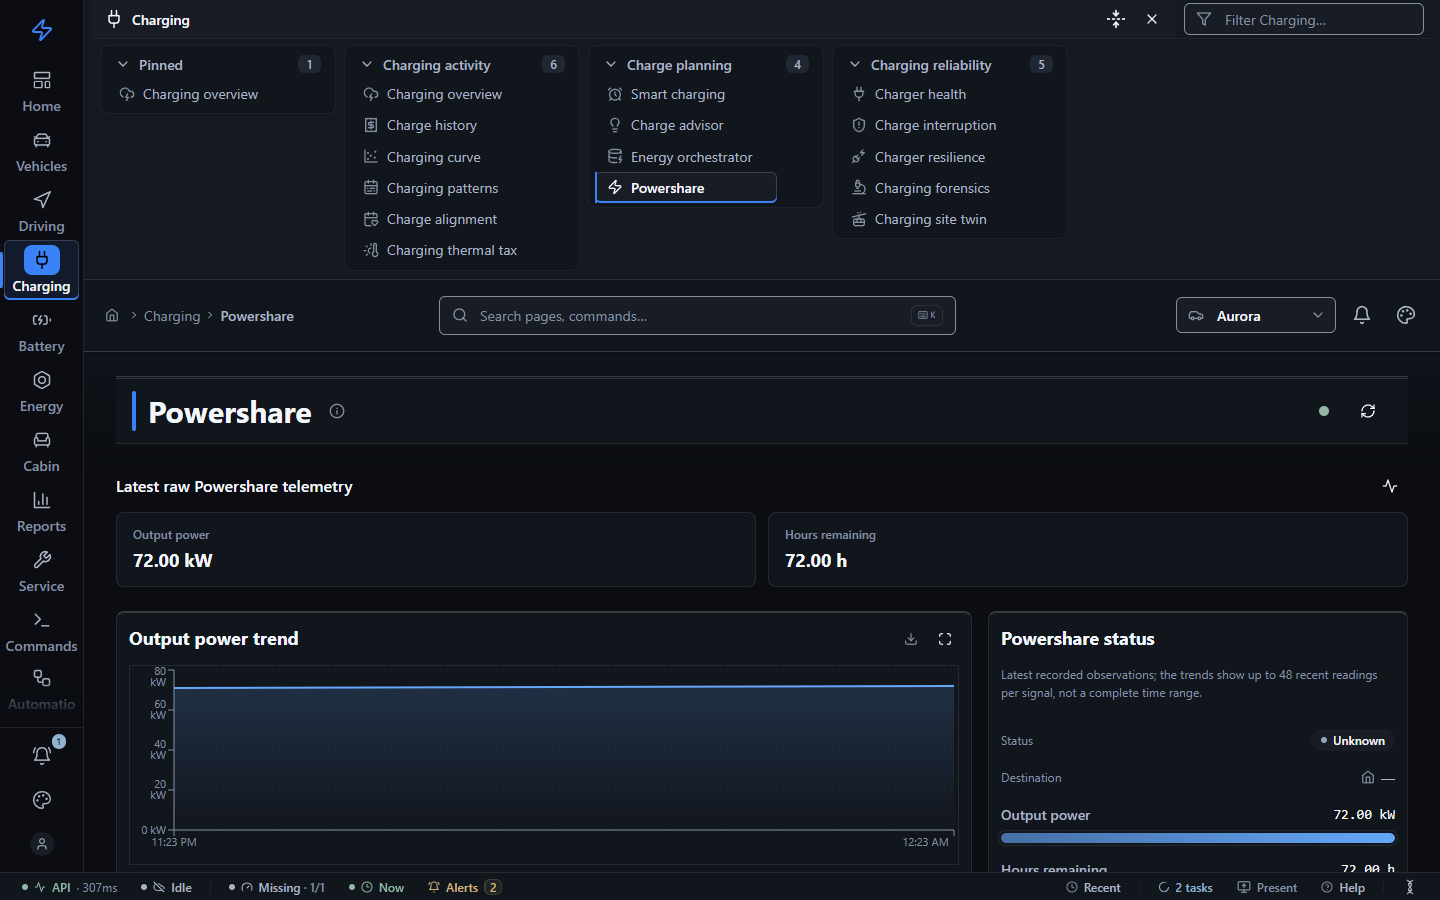 Charging
Filter Charging...
Home
Vehicles
Driving
Charging
Battery
Energy
Cabin
Reports
Service
Commands
Automatio
1
Pinned 1
Charging overview
Charging activity 6
Charging overview
Charge history
Charging curve
Charging patterns
Charge alignment
Charging thermal tax
Charge planning 4
Smart charging
Charge advisor
Energy orchestrator
Powershare
Charging reliability 5
Charger health
Charge interruption
Charger resilience
Charging forensics
Charging site twin
Charging Powershare
Search pages, commands... K
Aurora
Powershare
Latest raw Powershare telemetry
Output power
72.00 kW
Hours remaining
72.00 h
Output power trend
80 kW
60 kW
40 kW
20 kW
0 kW
11:23 PM
12:23 AM
Powershare status
Latest recorded observations; the trends show up to 48 recent readings
per signal, not a complete time range.
Status Unknown
Destination —
Output power 72.00 kW
Hours remaining 72.00 h
API · 307ms
Idle
Missing · 1/1
Now
Alerts 2
Recent
2 tasks
Present
Help